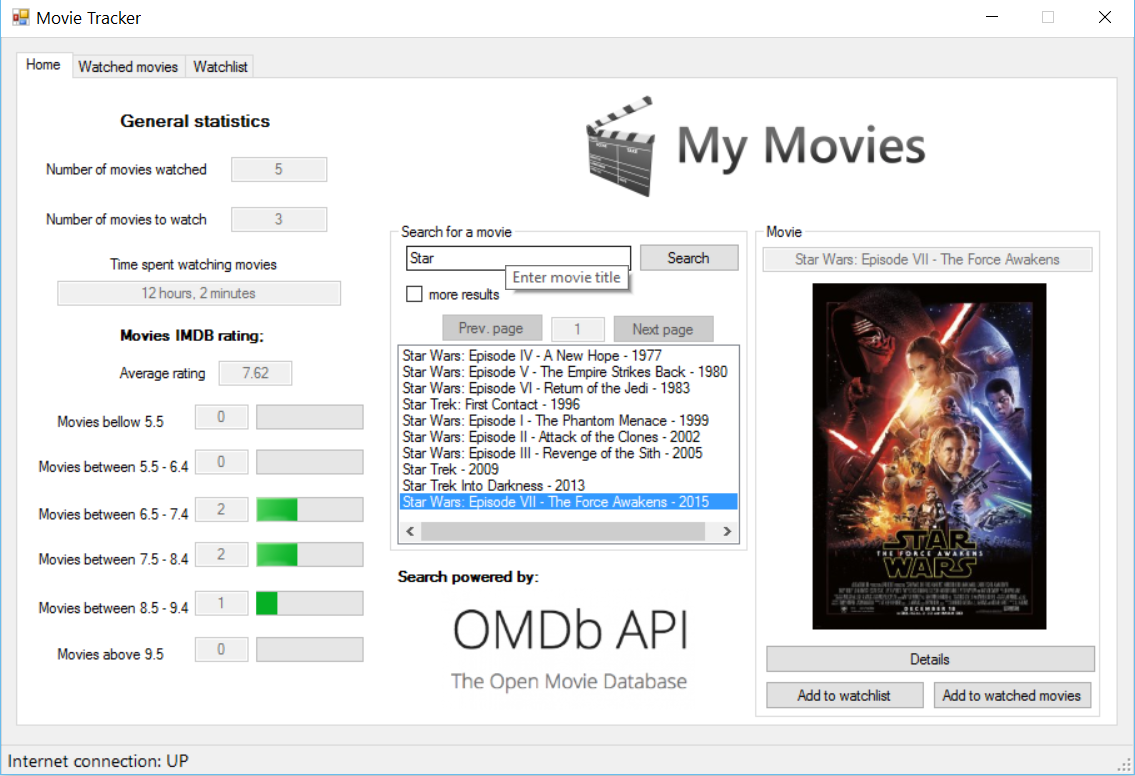 Movie Tracker
Home
Watched movies
Watchlist
General statistics
Number of movies watched
5
Number of movies to watch
3
Time spent watching movies
12 hours, 2 minutes
Movies IMDB rating:
Average rating
7.62
Movies bellow 5.5
0
Movies between 5.5 - 6.4
0
Movies between 6.5 - 7.4
2
Movies between 7.5 - 8.4
2
Movies between 8.5 - 9.4
1
Movies above 9.5
0
My Movies
Search for a movie
Star
Search
Enter movie title
more results
Prev. page
1
Next page
Star Wars: Episode IV - A New Hope - 1977
Star Wars: Episode V - The Empire Strikes Back - 1980
Star Wars: Episode VI - Return of the Jedi - 1983
Star Trek: First Contact - 1996
Star Wars: Episode I - The Phantom Menace - 1999
Star Wars: Episode II - Attack of the Clones - 2002
Star Wars: Episode III - Revenge of the Sith - 2005
Star Trek - 2009
Star Trek Into Darkness - 2013
Star Wars: Episode VII - The Force Awakens - 2015
Search powered by:
OMDb API
The Open Movie Database
Movie
Star Wars: Episode VII - The Force Awakens
STAR
THE FORCE AWAKENS
WARS
DECEMBER 18
Details
Add to watchlist
Add to watched movies
Internet connection: UP